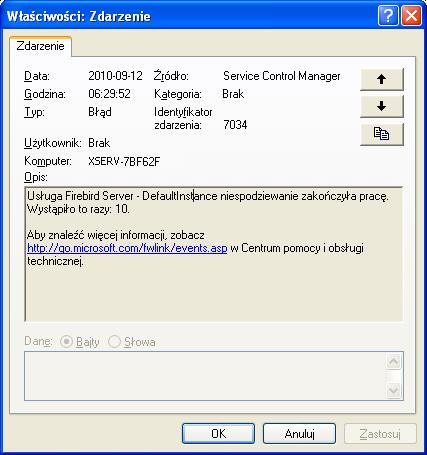 Właściwości: Zdarzenie
Zdarzenie
Data: 2010-09-12 Źródło: Service Control Manager
Godzina: 06:29:52 Kategoria: Brak
Typ: Błąd Identyfikator zdarzenia: 7034
Użytkownik: Brak
Komputer: XSERV-7BF62F
Opis:
Usługa Firebird Server - DefaultInstance niespodziewanie zakończyła pracę.
Wystąpiło to razy: 10.
Aby znaleźć więcej informacji, zobacz
http://go.microsoft.com/fwlink/events.asp w Centrum pomocy i obsługi
technicznej.
Dane: Bajty Słowa
OK Anuluj Zastosuj